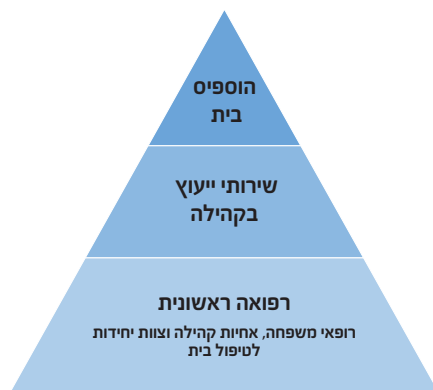 הוספיס
בית
שירותי ייעוץ
בקהילה
רפואה ראשונית
רופאי משפחה, אחיות קהילה וצוות יחידות
לטיפול בית